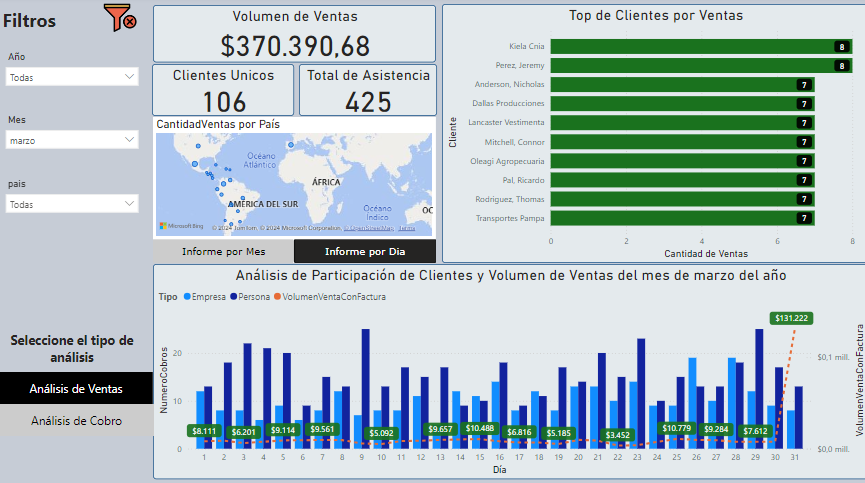 Filtros
Año
Todas
Mes
marzo
pais
Todas
Seleccione el tipo de
análisis
Análisis de Ventas
Análisis de Cobro
Volumen de Ventas
$370.390,68
Clientes Unicos
106
Total de Asistencia
425
CantidadVentas por País
Océano
Atlántico
ÁFRICA
AMÉRICA DEL SUR
Océano
Índico
OC
Microsoft Bing
© 2024 TomTom, © 2024 Microsoft Corporation, © OpenStreetMap Terms
Informe por Mes
Informe por Dia
Top de Clientes por Ventas
Cliente
Kiela Cnia 8
Perez, Jeremy 8
Anderson, Nicholas 7
Dallas Producciones 7
Lancaster Vestimenta 7
Mitchell, Connor 7
Oleagi Agropecuaria 7
Pal, Ricardo 7
Rodriguez, Thomas 7
Transportes Pampa 7
0 2 4 6 8
Cantidad de Ventas
Análisis de Participación de Clientes y Volumen de Ventas del mes de marzo del año
Tipo Empresa Persona VolumenVentaConFactura
NumeroCobros
20
10
0
$8.111 $6.201 $9.114 $9.561 $5.092 $9.657 $10.488 $6.816 $5.185 $3.452 $10.779 $9.284 $7.612 $131.222
1 2 3 4 5 6 7 8 9 10 11 12 13 14 15 16 17 18 19 20 21 22 23 24 25 26 27 28 29 30 31
Día
$0,1 mill.
$0,0 mill.
VolumenVentaConFactura